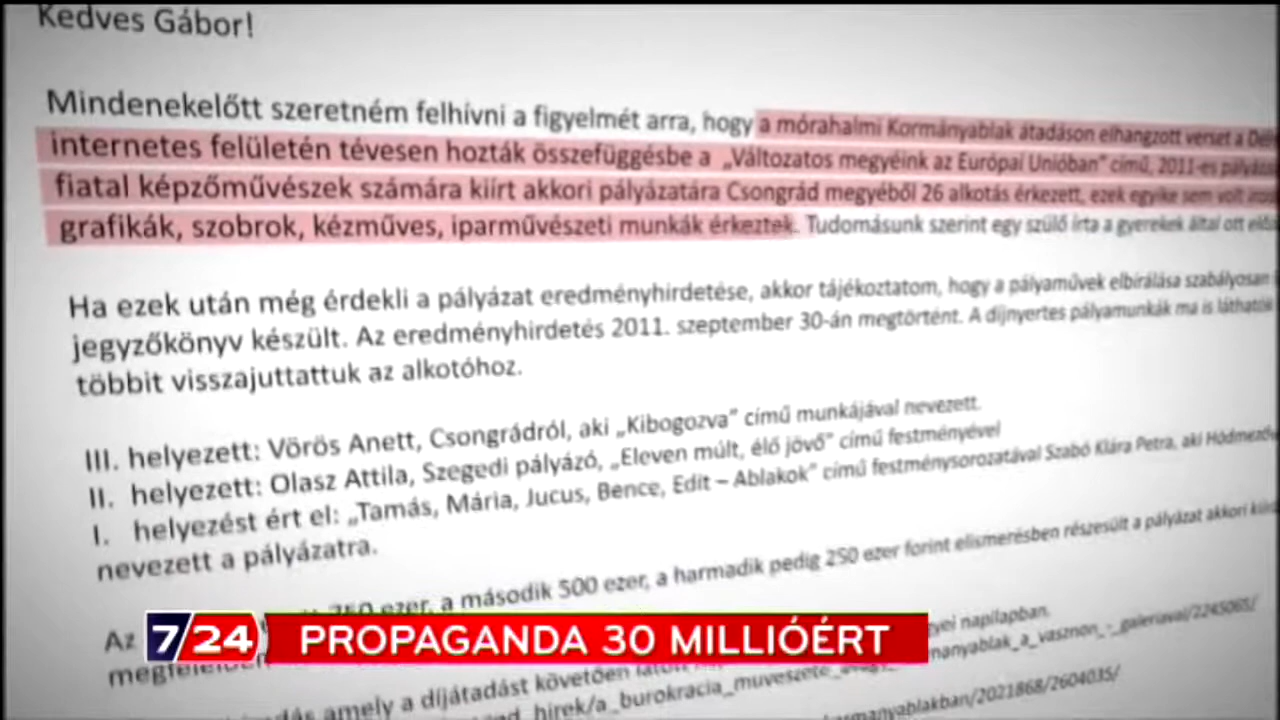 Kedves Gábor!
Mindenekelőtt szeretném felhívni a figyelmét arra, hogy a mórahalmi Kormányablak átadáson elhangzott verset a
internetes felületén tévesen hozták összefüggésbe a „Változatos megyéink az Európai Unióban" című, 2011-es
fiatal képzőművészek számára kiírt akkori pályázatára Csongrád megyéből 26 alkotás érkezett, ezek egyike sem volt
grafikák, szobrok, kézműves, iparművészeti munkák érkeztek. Tudomásunk szerint egy szülő írta a gyerekek által ott
Ha ezek után még érdekli a pályázat eredményhirdetése, akkor tájékoztatom, hogy a pályaművek elbírálása szabályosan
jegyzőkönyv készült. Az eredményhirdetés 2011. szeptember 30-án megtörtént. A díjnyertes pályamunkák ma is láthatók
többit visszajuttattuk az alkotóhoz.
III. helyezett: Vörös Anett, Csongrádról, aki „Kibogozva" című munkájával nevezett.
II. helyezett: Olasz Attila, Szegedi pályázó, „Eleven múlt, élő jövő" című festményével
I. helyezést ért el: „Tamás, Mária, Jucus, Bence, Edit – Ablakok" című festménysorozatával Szabó Klára Petra, aki
nevezett a pályázatra.
Az ezer, a második 500 ezer, a harmadik pedig 250 ezer forint elismerésben részesült a pályázat akkori
napilapban.
7/24 PROPAGANDA 30 MILLIÓÉRT
amely a díjátadást követően